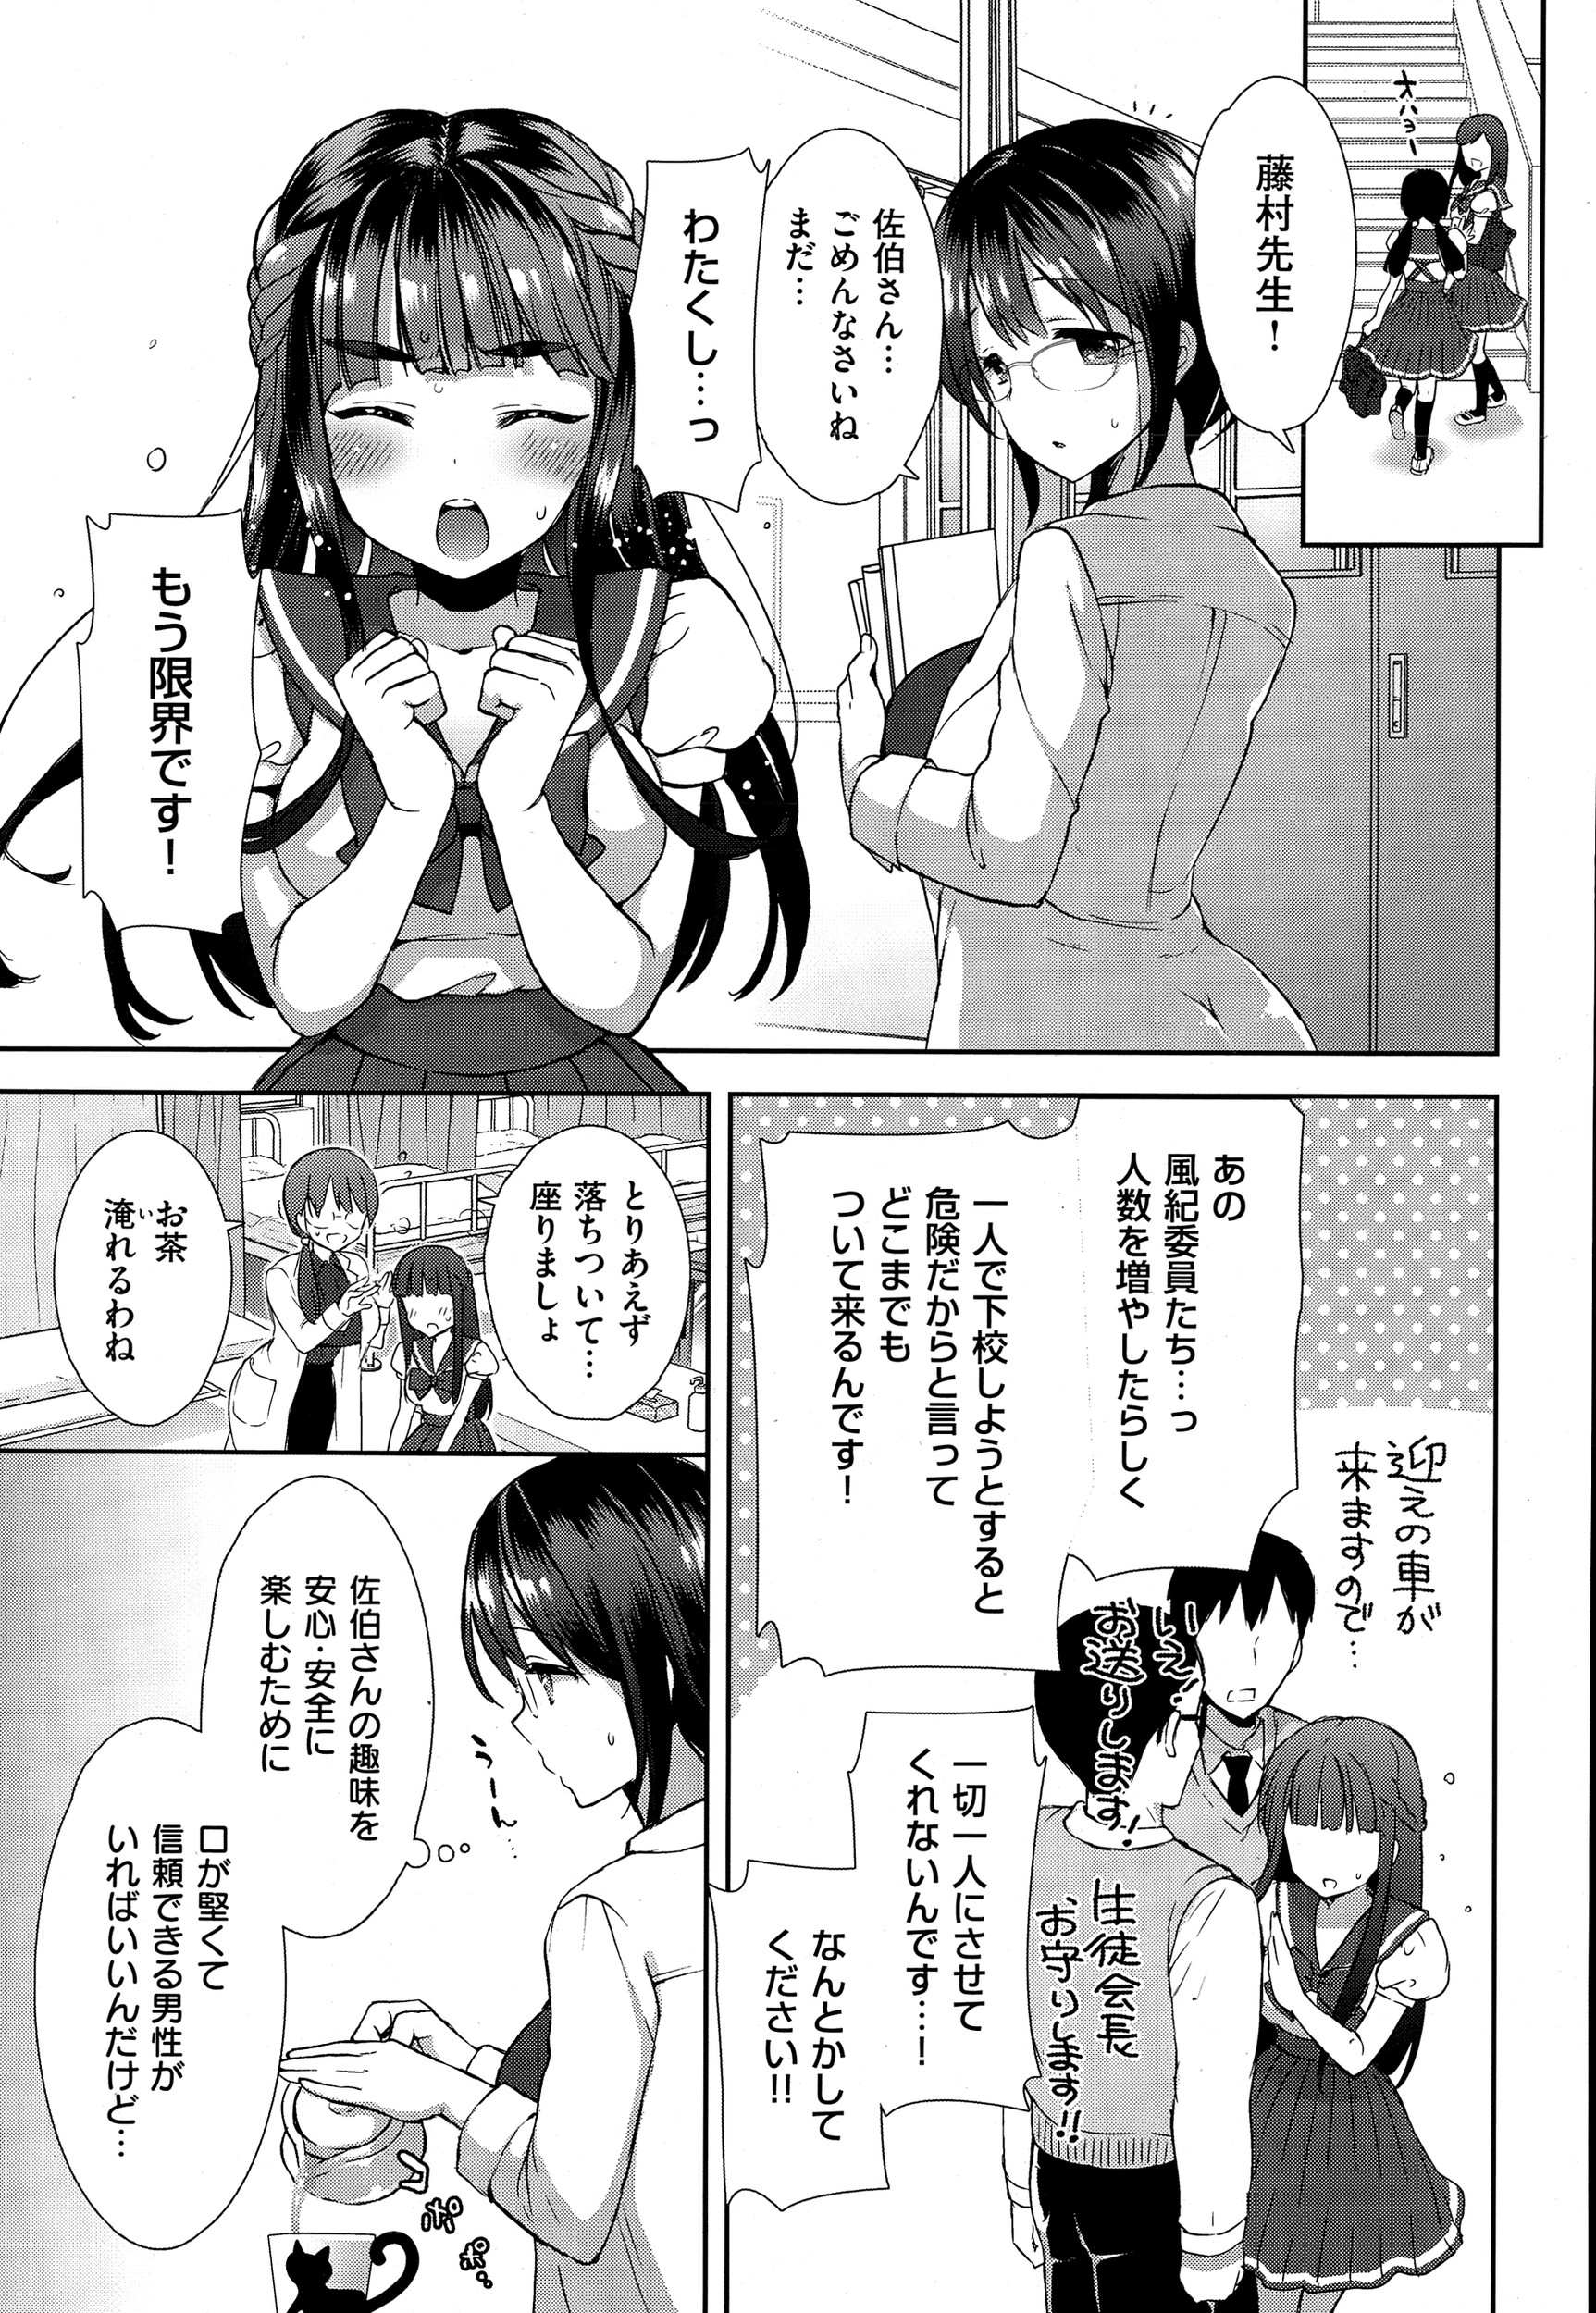 オハョー
藤村先生！
佐伯さん…
ごめんなさいね
まだ…
わたくし…っ
もう限界です！
あの
風紀委員たち…っ
人数を増やしたらしく
一人で下校しようとすると
危険だからと言って
どこまでも
ついて来るんです！
迎えの車が
来ますので…
いえ！
お送りします！
生徒会長
お守りします!!
一切一人にさせて
くれないんです…！
なんとかして
ください!!
とりあえず
落ちついて…
座りましょ
お茶
淹れるわね
い
うーん…
佐伯さんの趣味を
安心・安全に
楽しむために
口が堅くて
信頼できる男性が
いればいいんだけど…
コポポ…